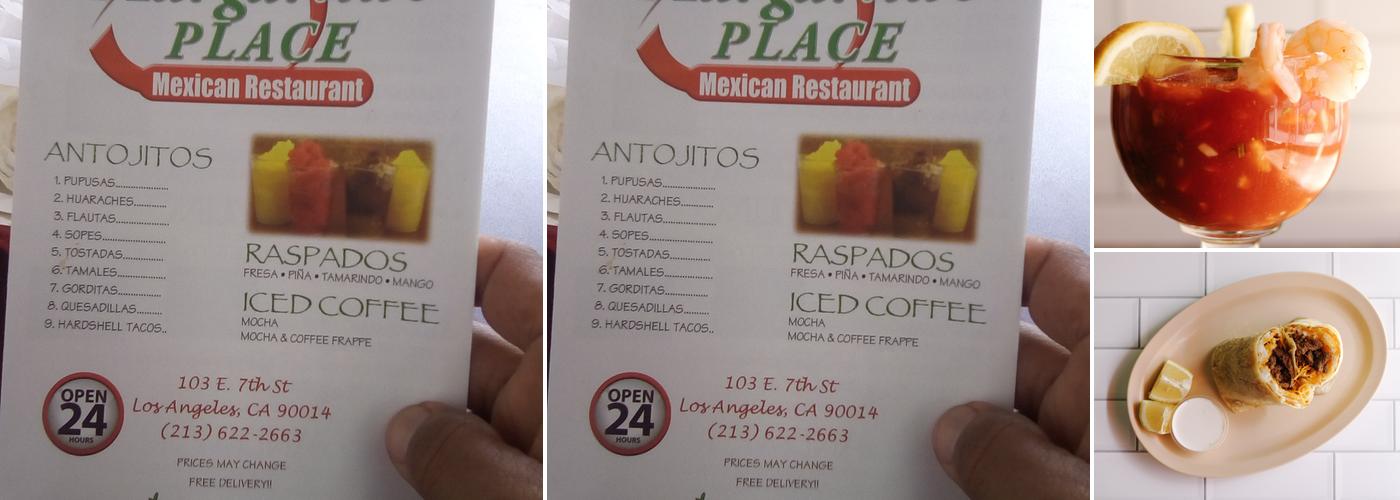 PLACE
Mexican Restaurant
ANTOJITOS
1. PUPUSAS....................
2. HUARACHES.............
3. FLAUTAS....................
4. SOPES.......................
5. TOSTADAS................
6. TAMALES...................
7. GORDITAS................
8. QUESADILLAS...........
9. HARDSHELL TACOS..
RASPADOS
FRESA • PIÑA • TAMARINDO • MANGO
ICED COFFEE
MOCHA
MOCHA & COFFEE FRAPPE
OPEN
24
HOURS
103 E. 7th St
Los Angeles, CA 90014
(213) 622-2663
PRICES MAY CHANGE
FREE DELIVERY!!
PLACE
Mexican Restaurant
ANTOJITOS
1. PUPUSAS....................
2. HUARACHES.............
3. FLAUTAS....................
4. SOPES.......................
5. TOSTADAS................
6. TAMALES...................
7. GORDITAS................
8. QUESADILLAS...........
9. HARDSHELL TACOS..
RASPADOS
FRESA • PIÑA • TAMARINDO • MANGO
ICED COFFEE
MOCHA
MOCHA & COFFEE FRAPPE
OPEN
24
HOURS
103 E. 7th St
Los Angeles, CA 90014
(213) 622-2663
PRICES MAY CHANGE
FREE DELIVERY!!